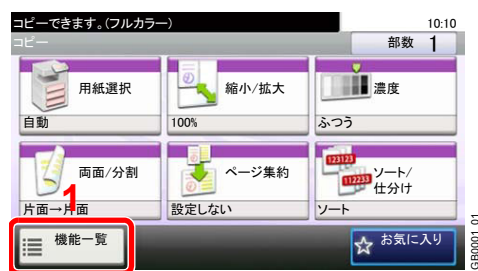 コピーできます。(フルカラー)
10:10
コピー
部数 1
用紙選択
自動
縮小/拡大
100%
濃度
ふつう
両面/分割
片面→片面
ページ集約
設定しない
123123
112233
ソート/
仕分け
ソート
1
機能一覧
お気に入り
GB0001_01